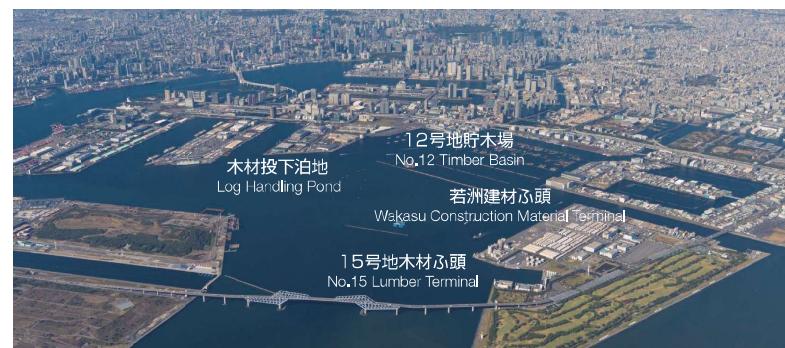 12号地貯木場
No.12 Timber Basin
木材投下泊地
Log Handling Pond
若洲建材ふ頭
Wakasu Construction Material Terminal
15号地木材ふ頭
No.15 Lumber Terminal